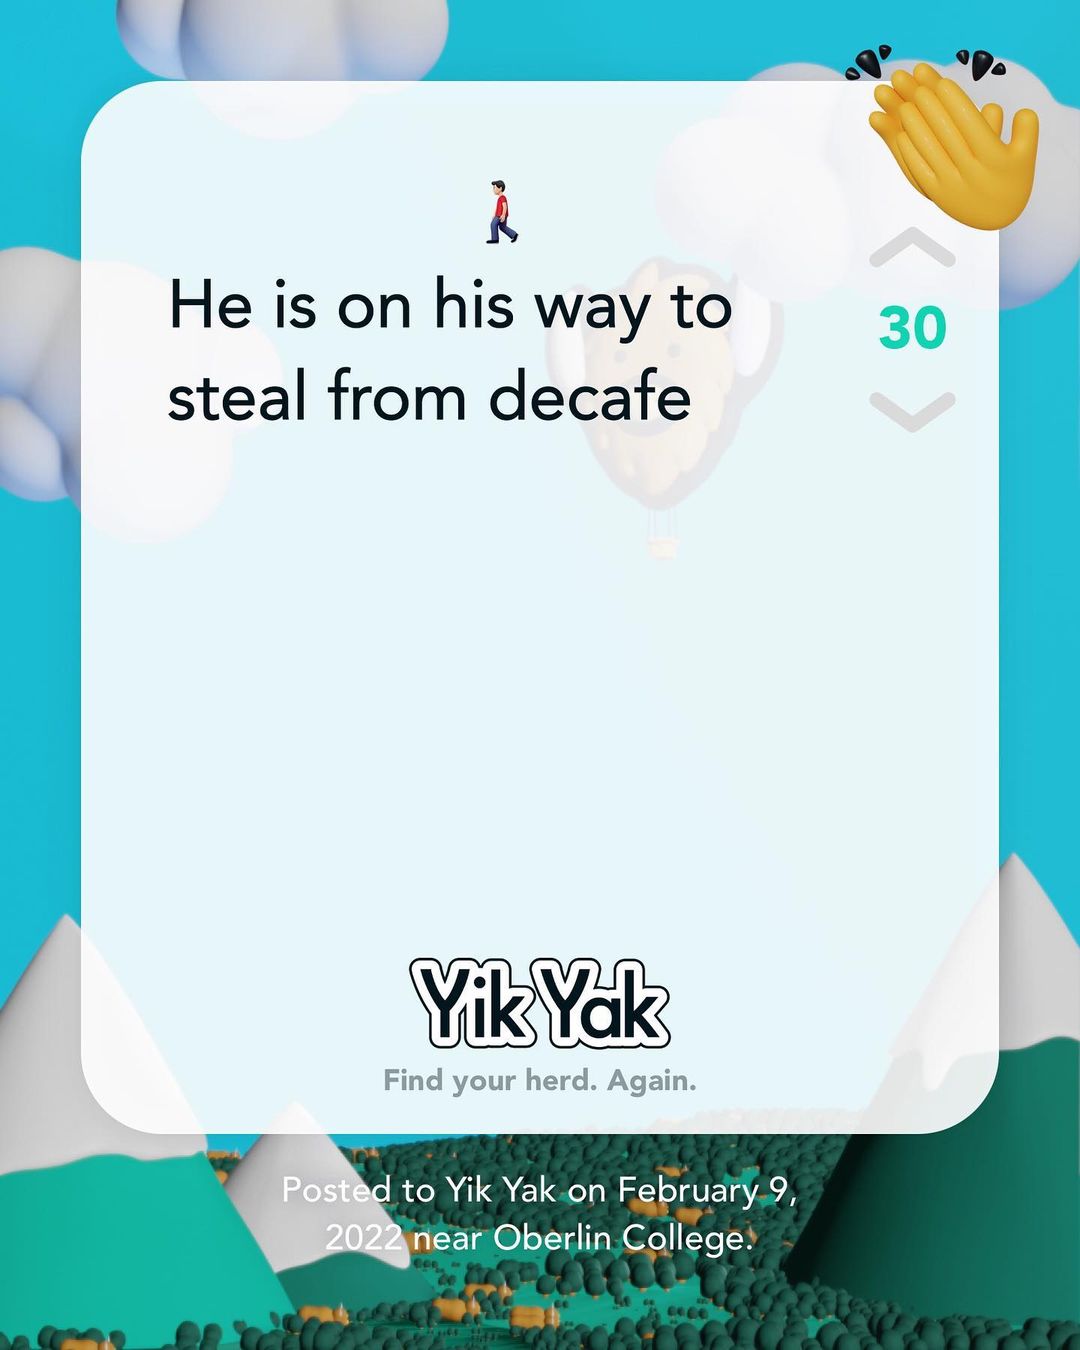 🚶🏻‍♂️
He is on his way to
steal from decafe
30
Yik Yak
Find your herd. Again.
Posted to Yik Yak on February 9,
2022 near Oberlin College.